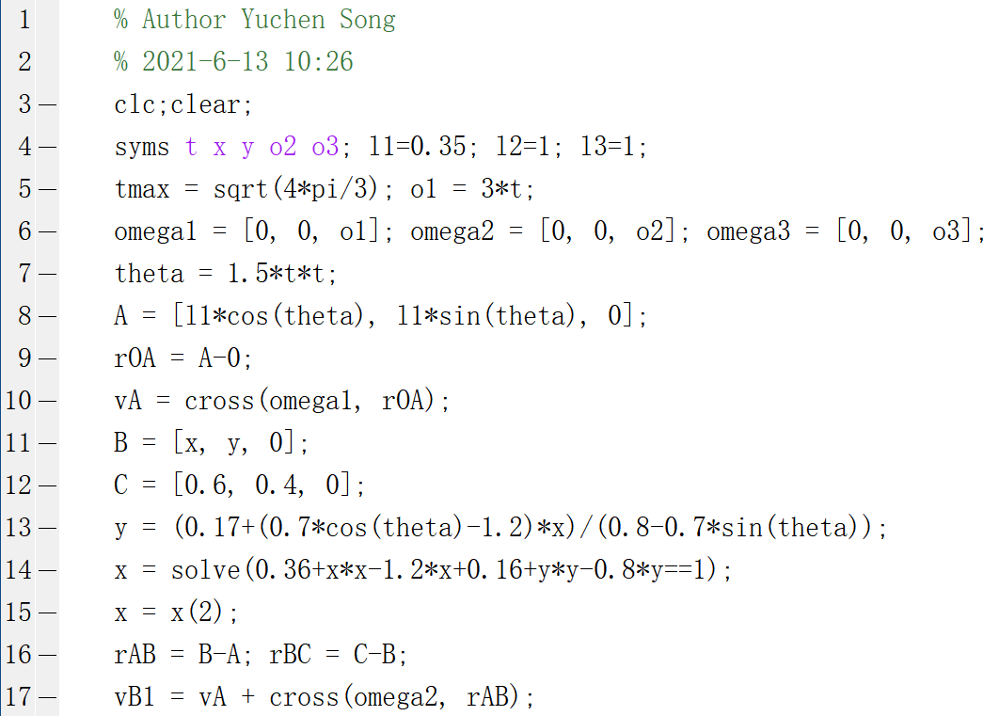 1 % Author Yuchen Song
2 % 2021-6-13 10:26
3 — clc;clear;
4 — syms t x y o2 o3; l1=0.35; l2=1; l3=1;
5 — tmax = sqrt(4*pi/3); o1 = 3*t;
6 — omega1 = [0, 0, o1]; omega2 = [0, 0, o2]; omega3 = [0, 0, o3];
7 — theta = 1.5*t*t;
8 — A = [l1*cos(theta), l1*sin(theta), 0];
9 — rOA = A-0;
10 — vA = cross(omega1, rOA);
11 — B = [x, y, 0];
12 — C = [0.6, 0.4, 0];
13 — y = (0.17+(0.7*cos(theta)-1.2)*x)/(0.8-0.7*sin(theta));
14 — x = solve(0.36+x*x-1.2*x+0.16+y*y-0.8*y==1);
15 — x = x(2);
16 — rAB = B-A; rBC = C-B;
17 — vB1 = vA + cross(omega2, rAB);